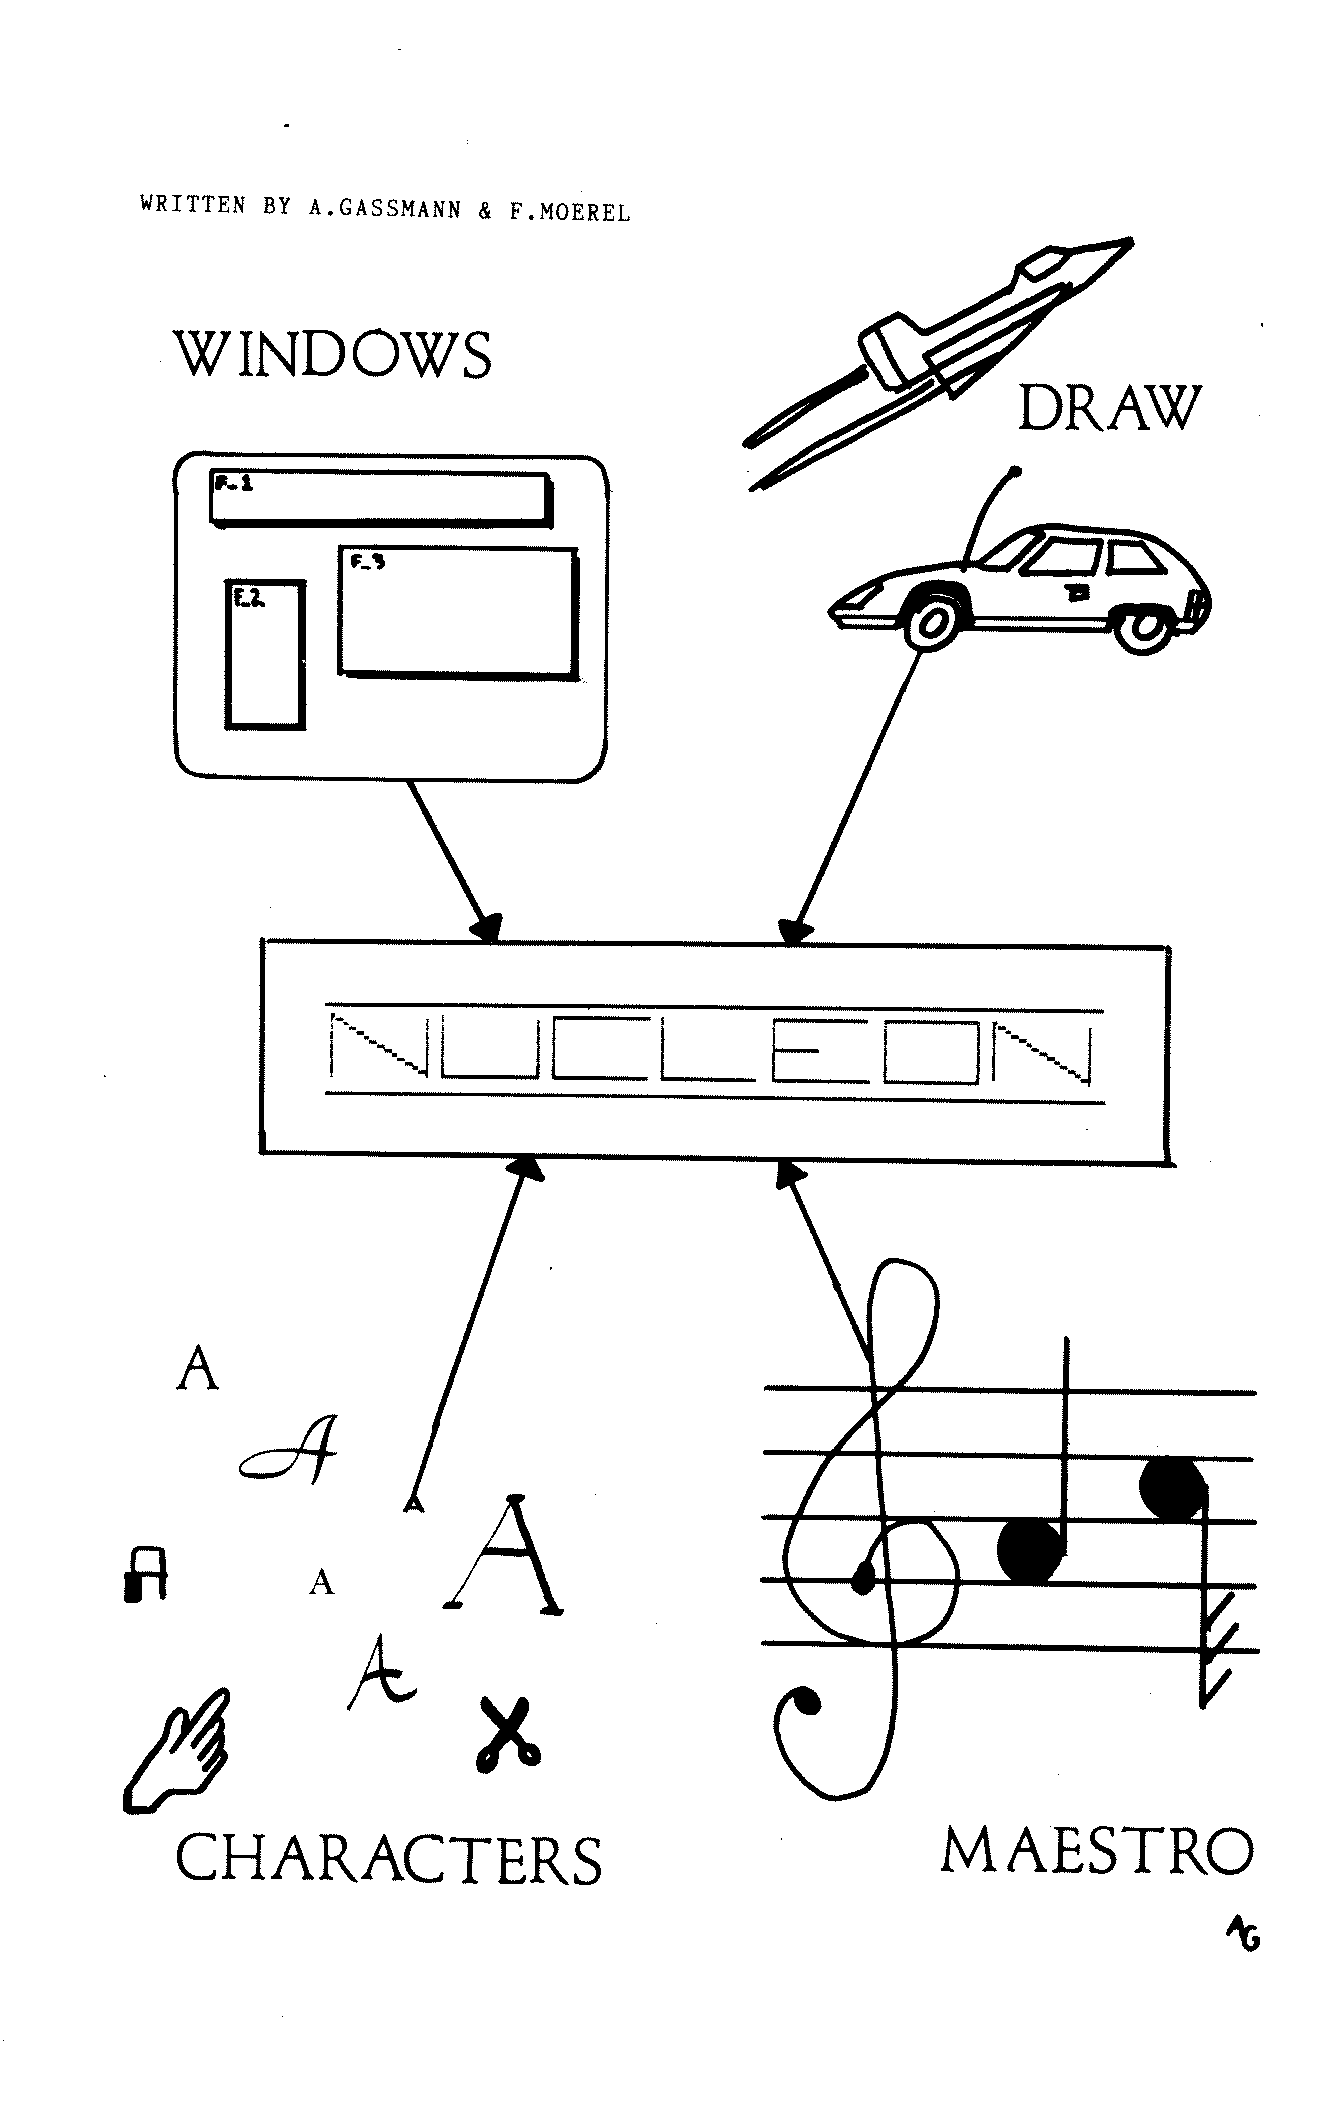 WRITTEN BY A.GASSMANN & F.MOEREL
WINDOWS
DRAW
F_1
F_3
F_2
NUCLEON
A
A
A
A
A
A
A
CHARACTERS
MAESTRO
AG